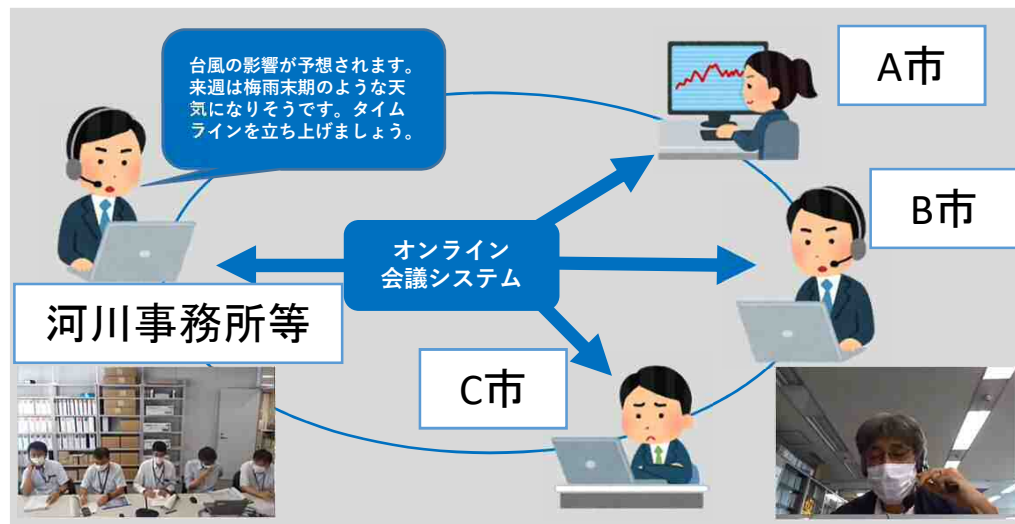 台風の影響が予想されます。
来週は梅雨末期のような天
気になりそうです。タイム
ラインを立ち上げましょう。
A市
B市
オンライン
会議システム
河川事務所等
C市